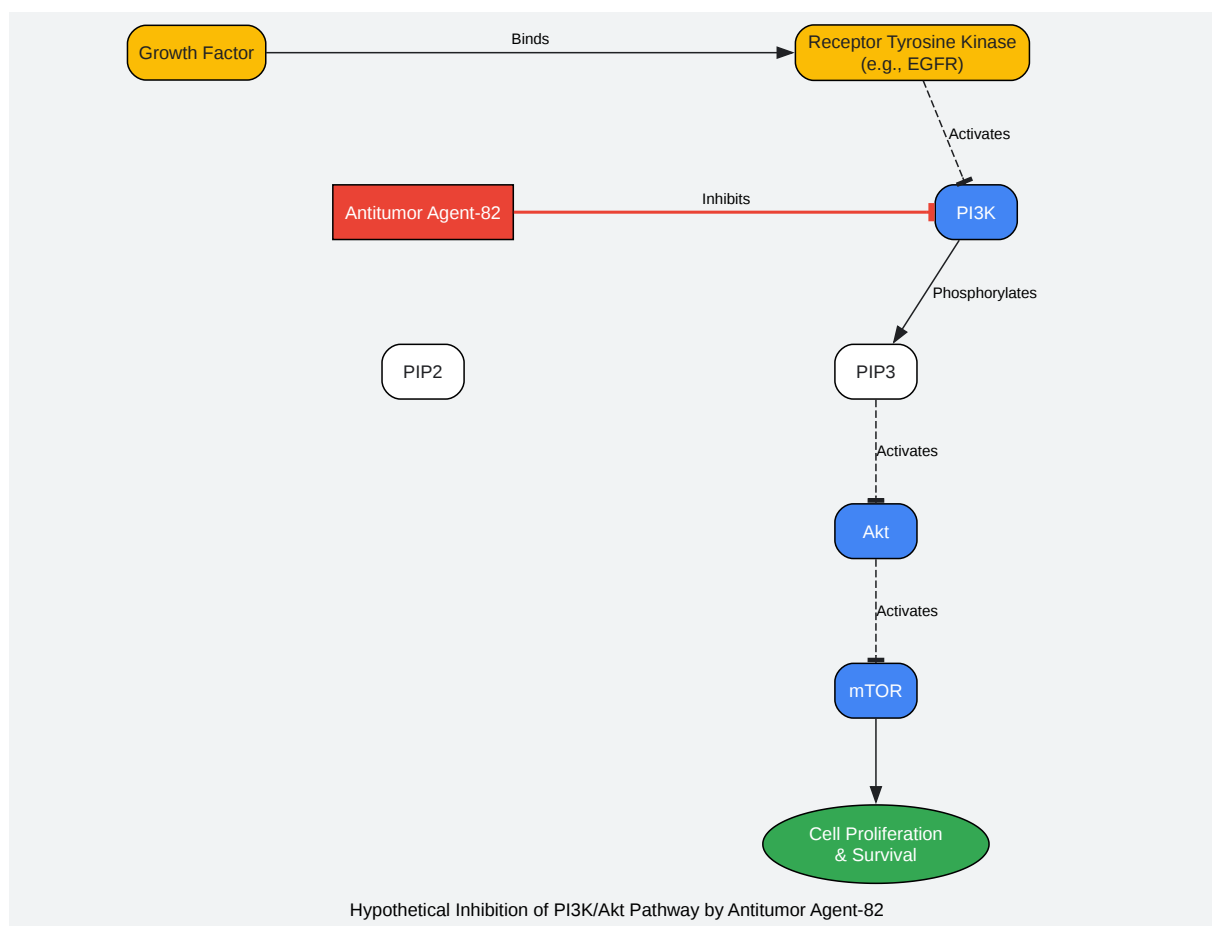 Growth Factor
Binds
Receptor Tyrosine Kinase
(e.g., EGFR)
Activates
Antitumor Agent-82
Inhibits
PI3K
Phosphorylates
PIP2
PIP3
Activates
Akt
Activates
mTOR
Cell Proliferation
& Survival
Hypothetical Inhibition of PI3K/Akt Pathway by Antitumor Agent-82